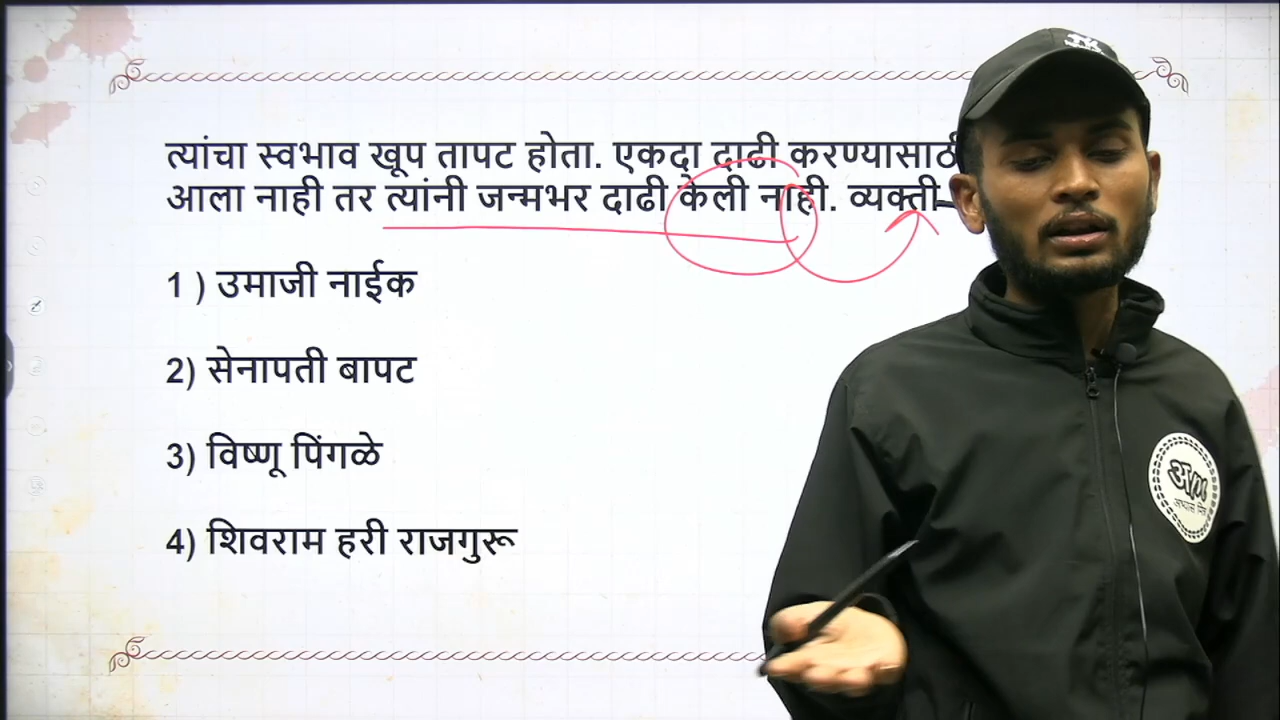 त्यांचा स्वभाव खूप तापट होता. एकदा दाढी करण्यासाठी
आला नाही तर त्यांनी जन्मभर दाढी केली नाही. व्यक्ती
1 ) उमाजी नाईक
2) सेनापती बापट
3) विष्णू पिंगळे
4) शिवराम हरी राजगुरू